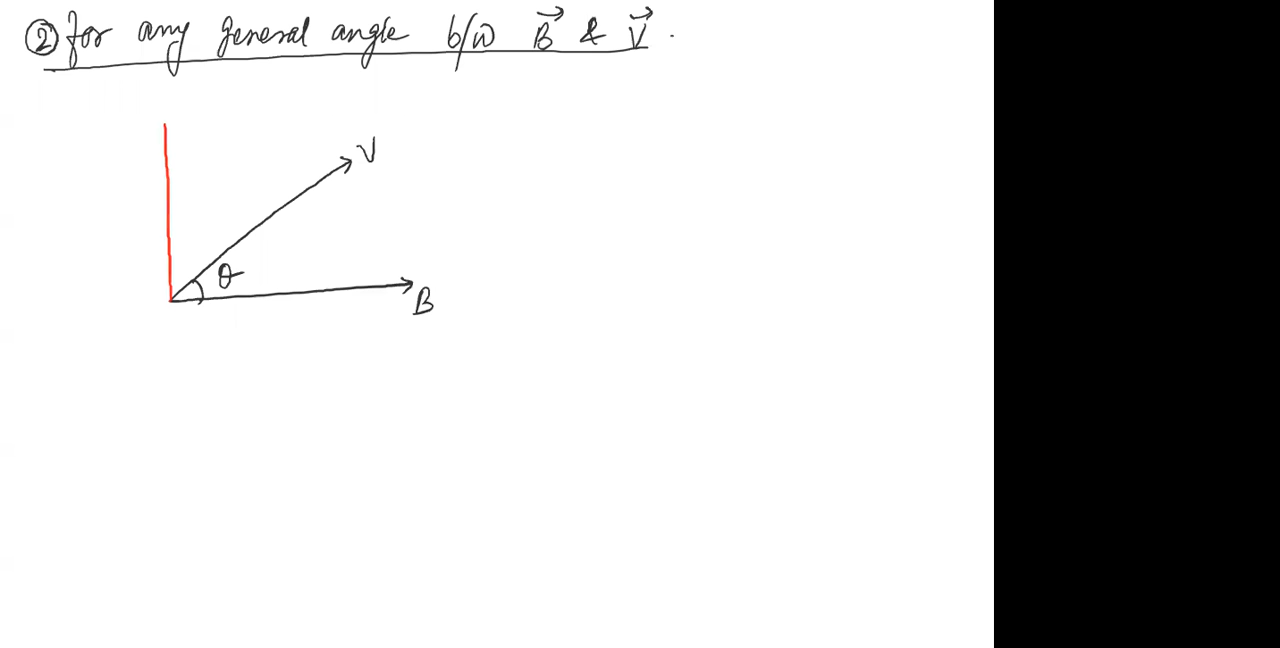 ② for any general angle b/w B⃗ & V⃗ .
V
θ
B